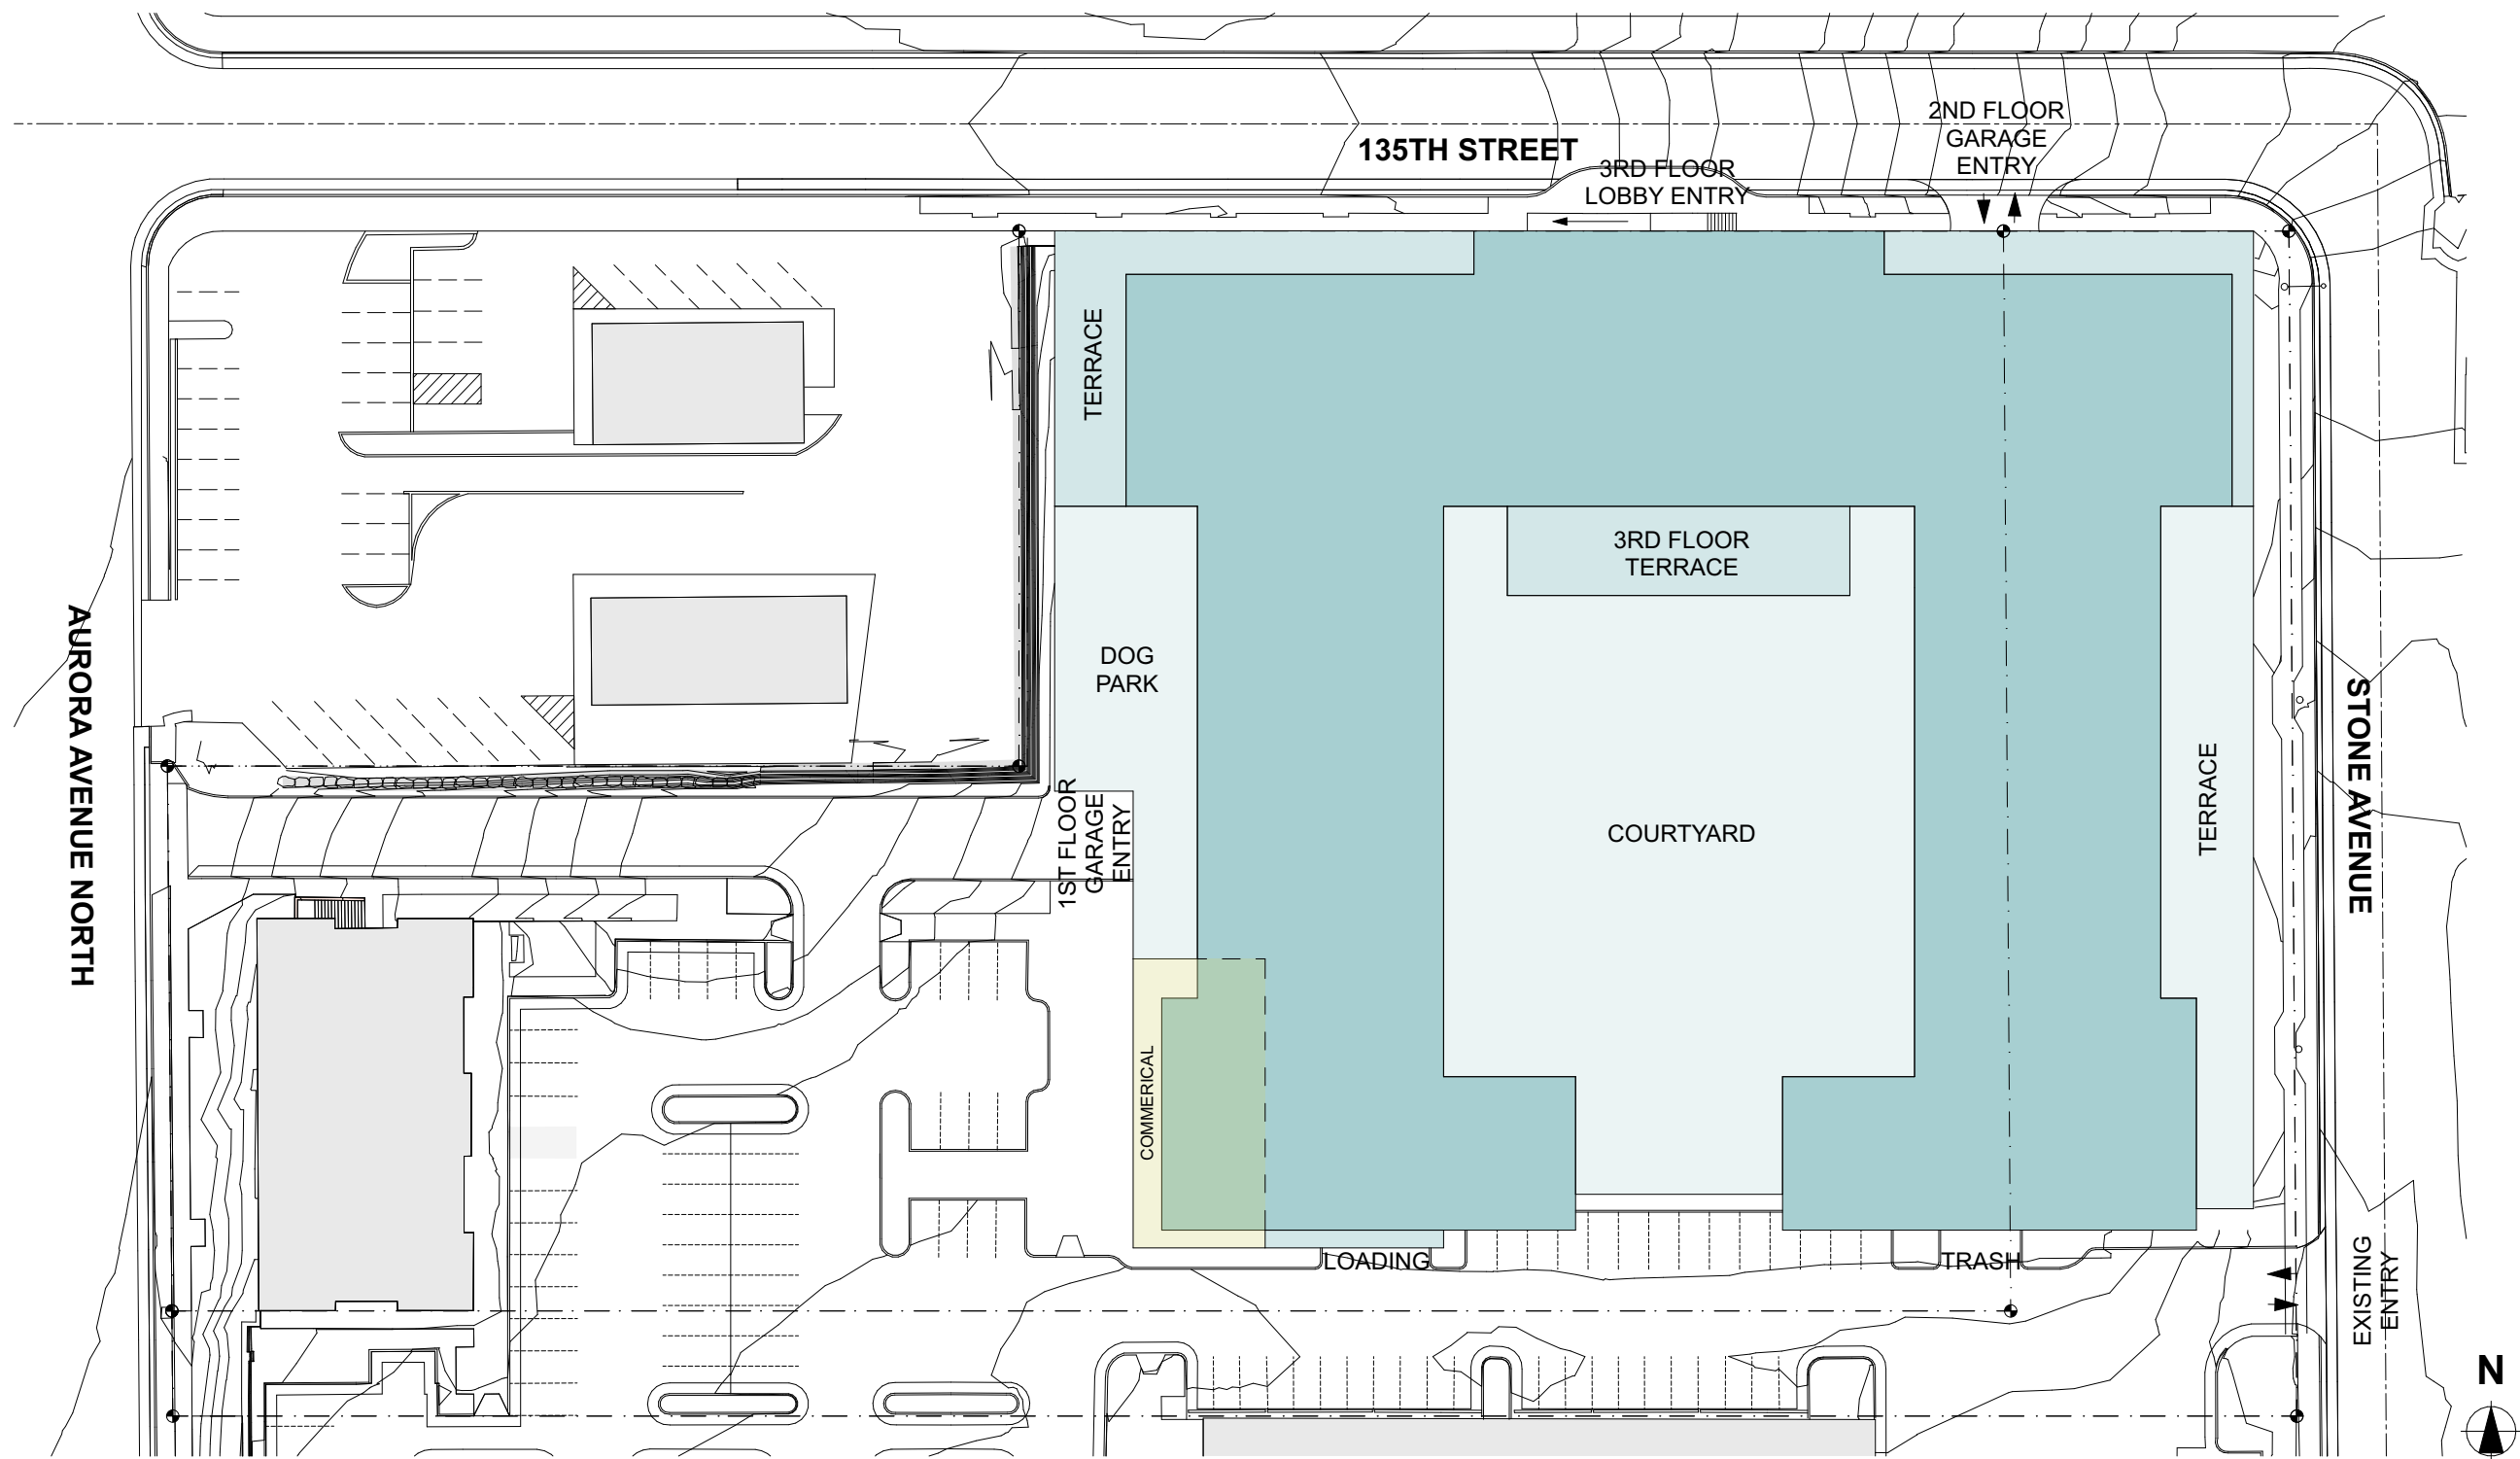 2ND FLOOR
GARAGE
ENTRY
135TH STREET
3RD FLOOR
LOBBY ENTRY
TERRACE
3RD FLOOR
TERRACE
DOG
PARK
AURORA AVENUE NORTH
STONE AVENUE
TERRACE
COURTYARD
1ST FLOOR
GARAGE
ENTRY
COMMERICAL
LOADING
TRASH
EXISTING
ENTRY
N